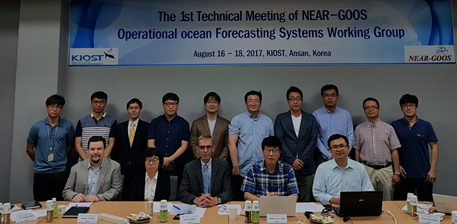 The 1st Technical Meeting of NEAR-GOOS
Operational ocean Forecasting Systems Working Group
KIOST
August 16 - 18, 2017, KIOST, Ansan, Korea
NEAR-GOOS